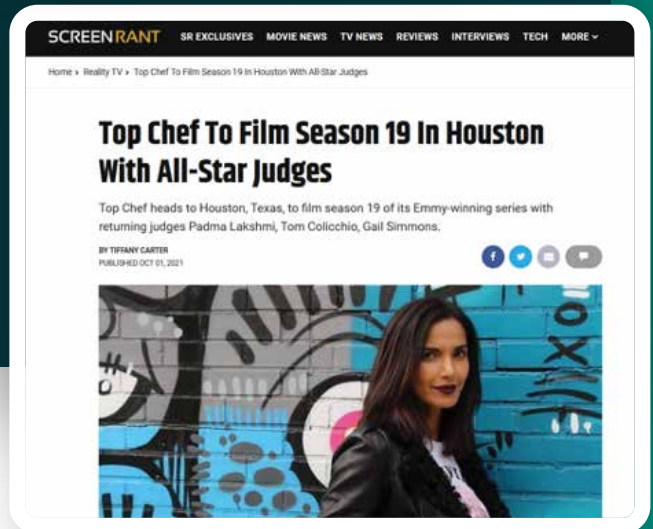 SCREENRANT SR EXCLUSIVES MOVIE NEWS TV NEWS REVIEWS INTERVIEWS TECH MORE
Home › Reality TV › Top Chef To Film Season 19 In Houston With All-Star Judges
Top Chef To Film Season 19 In Houston
With All-Star Judges
Top Chef heads to Houston, Texas, to film season 19 of its Emmy-winning series with
returning judges Padma Lakshmi, Tom Colicchio, Gail Simmons.
BY TIFFANY CARTER
PUBLISHED OCT 01, 2021